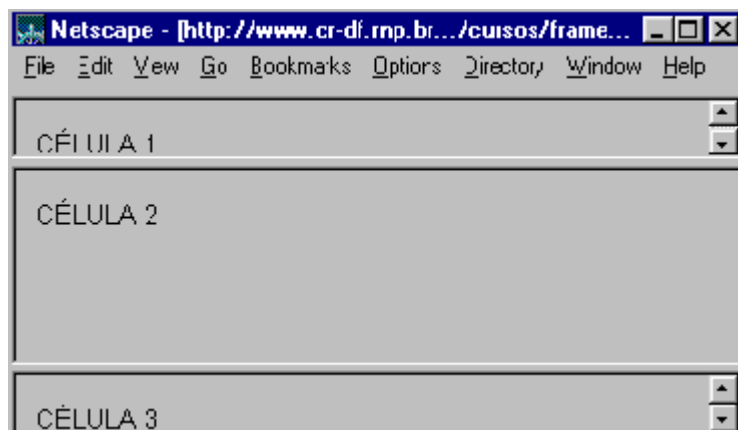 Netscape - [http://www.cr-df.rnp.br.../cursos/frame...
File Edit View Go Bookmarks Options Directory Window Help
CÉLULA 1
CÉLULA 2
CÉLULA 3